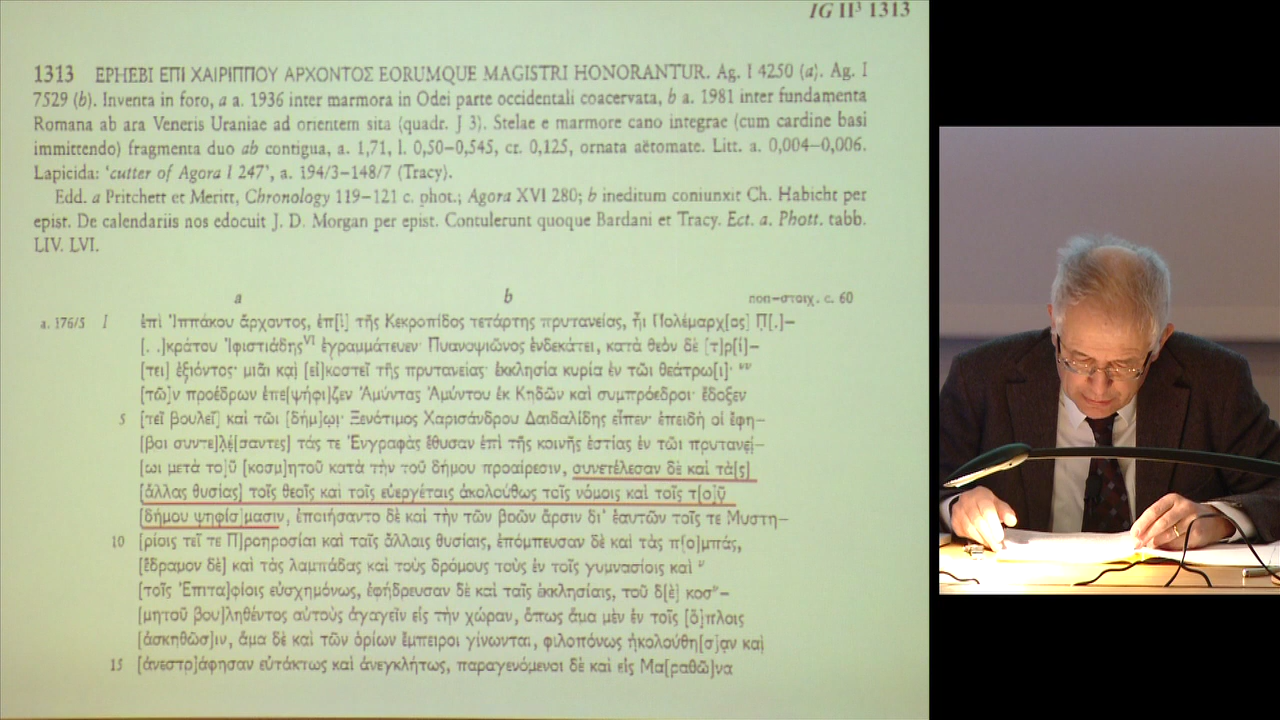 IG II³ 1313
1313 EPHEBI ΕΠΙ ΧΑΙΡΙΠΠΟΥ ΑΡΧΟΝΤΟΣ EORUMQUE MAGISTRI HONORANTUR. Ag. I 4250 (a). Ag. I
7529 (b). Inventa in foro, a a. 1936 inter marmora in Odei parte occidentali coacervata, b a. 1981 inter fundamenta
Romana ab ara Veneris Uraniae ad orientem sita (quadr. J 3). Stelae e marmore cano integrae (cum cardine basi
immittendo) fragmenta duo ab contigua, a. 1,71, l. 0,50–0,545, cr. 0,125, ornata aëtomate. Litt. a. 0,004–0,006.
Lapicida: ‘cutter of Agora I 247’, a. 194/3–148/7 (Tracy).
Edd. a Pritchett et Meritt, Chronology 119–121 c. phot.; Agora XVI 280; b ineditum coniunxit Ch. Habicht per
epist. De calendariis nos edocuit J. D. Morgan per epist. Contulerunt quoque Bardani et Tracy. Ect. a. Phott. tabb.
LIV. LVI.
a b non-στοιχ. c. 60
a. 176/5 1 ἐπὶ Ἱππάκου ἄρχοντος, ἐπ[ὶ] τῆς Κεκροπίδος τετάρτης πρυτανείας, ἧι Πολέμαρχ[ος] Π[.]–
[. .]κράτου Ἰφιστιάδης VI ἐγραμμάτευεν· Πυανοψιῶνος ἑνδεκάτει, κατὰ θεὸν δὲ [τ]ρ[ί]–
[τει] ἐξιόντος· μιᾶι καὶ [εἰ]κοστεῖ τῆς πρυτανείας· ἐκκλησία κυρία ἐν τῶι θεάτρω[ι]· vv
[τῶ]ν προέδρων ἐπε[ψήφι]ζεν Ἀμύντας Ἀμύντου ἐκ Κηδῶν καὶ συμπρόεδροι· ἔδοξεν
5 [τεῖ βουλεῖ] καὶ τῶι [δήμ]ωι· Ξενότιμος Χαρισάνδρου Δαιδαλίδης εἶπεν· ἐπειδὴ οἱ ἔφη–
[βοι συντε]λέ[σαντες] τάς τε Ἐνγραφὰς ἔθυσαν ἐπὶ τῆς κοινῆς ἑστίας ἐν τῶι πρυτανεί–
[ωι μετὰ το]ῦ [κοσμ]ητοῦ κατὰ τὴν τοῦ δήμου προαίρεσιν, συνετέλεσαν δὲ καὶ τὰ[ς]
[ἄλλας θυσίας] τοῖς θεοῖς καὶ τοῖς εὐεργέταις ἀκολούθως τοῖς νόμοις καὶ τοῖς τ[ο]ῦ
[δήμου ψηφίσ]μασιν, ἐποιήσαντο δὲ καὶ τὴν τῶν βοῶν ἄρσιν δι’ ἑαυτῶν τοῖς τε Μυστη–
10 [ρίοις τεῖ τε Π]ροηροσίαι καὶ ταῖς ἄλλαις θυσίαις, ἐπόμπευσαν δὲ καὶ τὰς π[ο]μπάς,
[ἔδραμον δὲ] καὶ τὰς λαμπάδας καὶ τοὺς δρόμους τοὺς ἐν τοῖς γυμνασίοις καὶ v
[τοῖς Ἐπιτα]φίοις εὐσχημόνως, ἐφήδρευσαν δὲ καὶ ταῖς ἐκκλησίαις, τοῦ δ[ὲ] κοσ v–
[μητοῦ βου]ληθέντος αὐτοὺς ἀγαγεῖν εἰς τὴν χώραν, ὅπως ἅμα μὲν ἐν τοῖς [ὅ]πλοις
[ἀσκηθῶσ]ιν, ἅμα δὲ καὶ τῶν ὁρίων ἔμπειροι γίνωνται, φιλοπόνως ἠκολούθη[σ]αν καὶ
15 [ἀνεστρ]άφησαν εὐτάκτως καὶ ἀνεγκλήτως, παραγενόμενοι δὲ καὶ εἰς Μα[ραθῶ]να